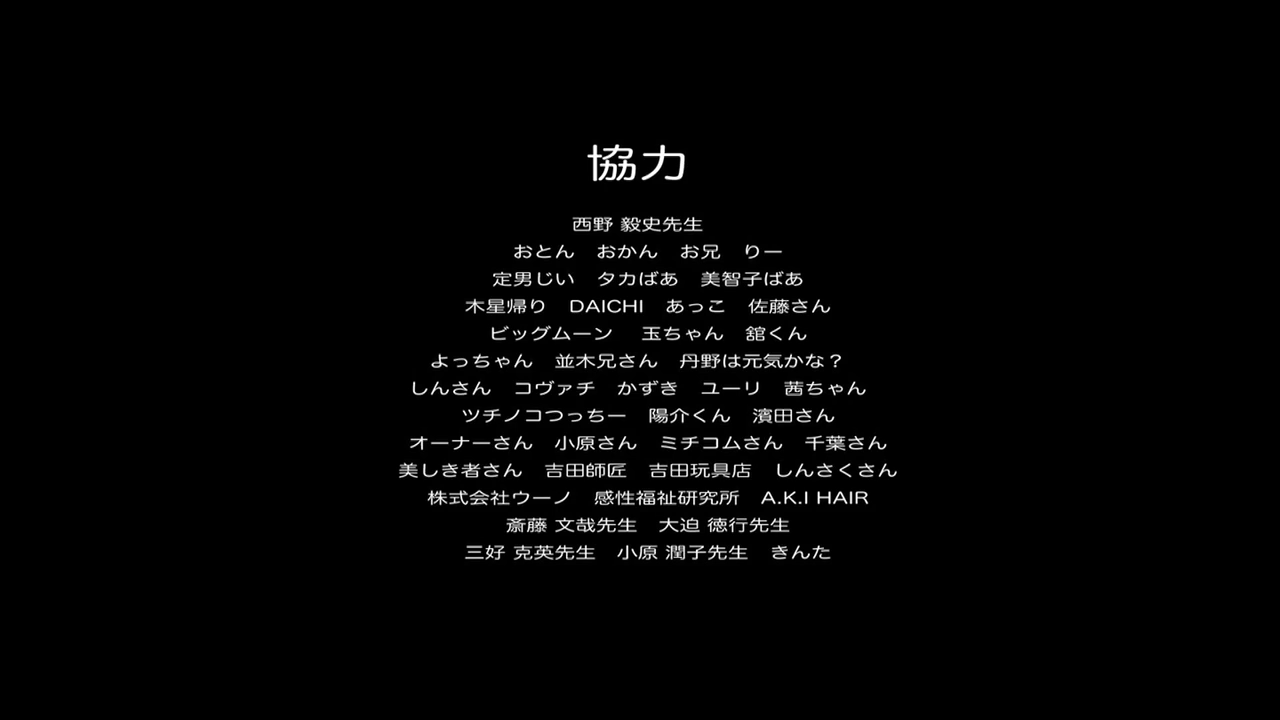 協力
西野 毅史先生
おとん　おかん　お兄　りー
定男じい　タカばあ　美智子ばあ
木星帰り　DAICHI　あっこ　佐藤さん
ビッグムーン　玉ちゃん　舘くん
よっちゃん　並木兄さん　丹野は元気かな？
しんさん　コヴァチ　かずき　ユーリ　茜ちゃん
ツチノコつっちー　陽介くん　濱田さん
オーナーさん　小原さん　ミチコムさん　千葉さん
美しき者さん　吉田師匠　吉田玩具店　しんさくさん
株式会社ウーノ　感性福祉研究所　A.K.I HAIR
斎藤 文哉先生　大迫 徳行先生
三好 克英先生　小原 潤子先生　きんた